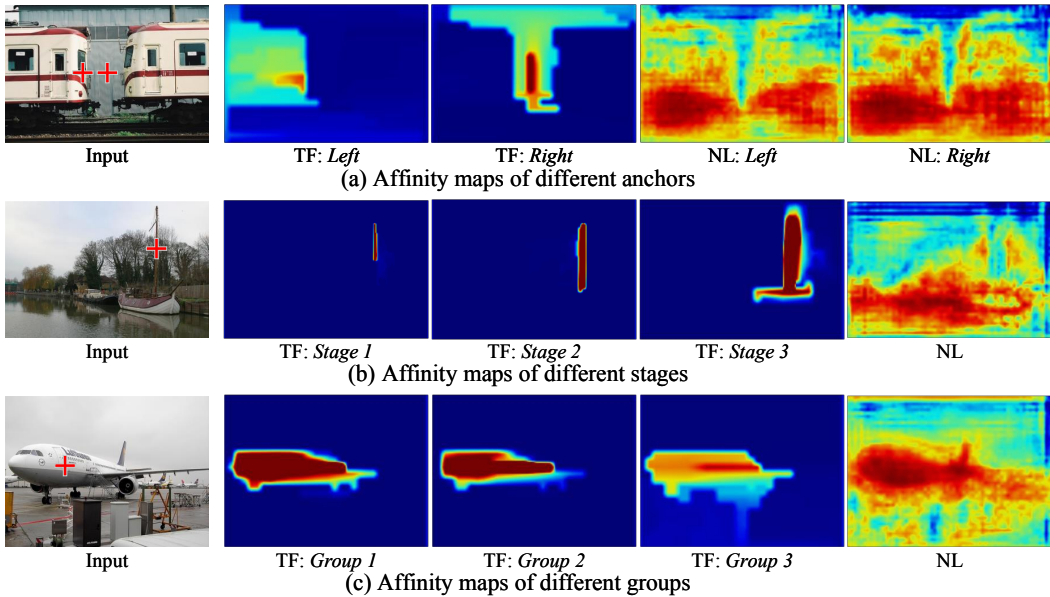 Input TF: Left TF: Right NL: Left NL: Right
(a) Affinity maps of different anchors
Input TF: Stage 1 TF: Stage 2 TF: Stage 3 NL
(b) Affinity maps of different stages
Input TF: Group 1 TF: Group 2 TF: Group 3 NL
(c) Affinity maps of different groups